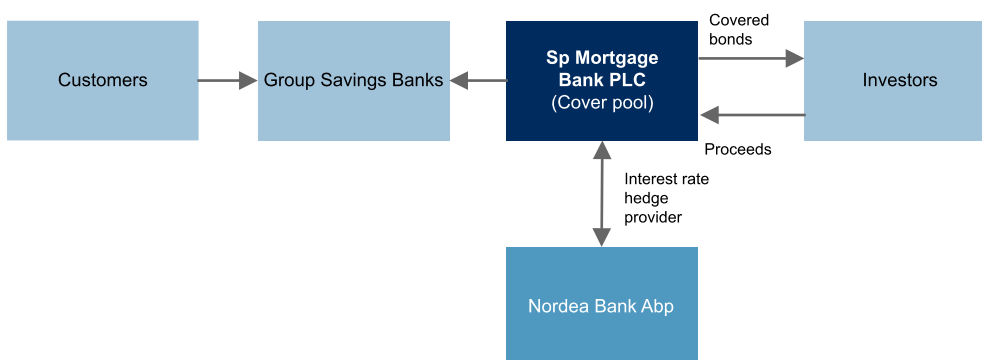 Customers
Group Savings Banks
Sp Mortgage
Bank PLC
(Cover pool)
Covered
bonds
Investors
Proceeds
Interest rate
hedge
provider
Nordea Bank Abp